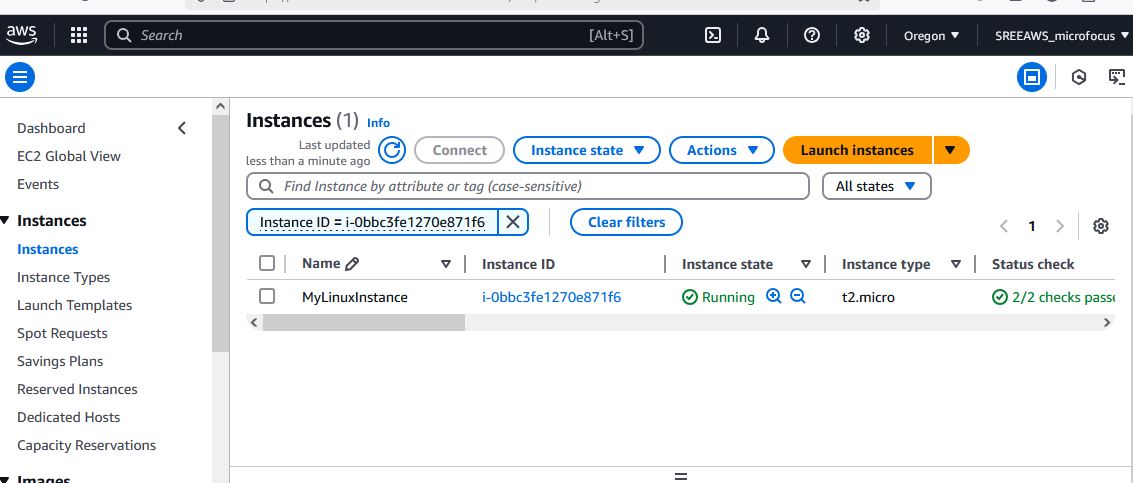 aws
Search [Alt+S]
Oregon
SREEAWS_microfocus
Dashboard
EC2 Global View
Events
Instances
Instances
Instance Types
Launch Templates
Spot Requests
Savings Plans
Reserved Instances
Dedicated Hosts
Capacity Reservations
Images
Instances (1) Info
Last updated
less than a minute ago
Connect
Instance state
Actions
Launch instances
Find Instance by attribute or tag (case-sensitive)
All states
Instance ID = i-0bbc3fe1270e871f6
Clear filters
1
Name Instance ID Instance state Instance type Status check
MyLinuxInstance i-0bbc3fe1270e871f6 Running t2.micro 2/2 checks passe